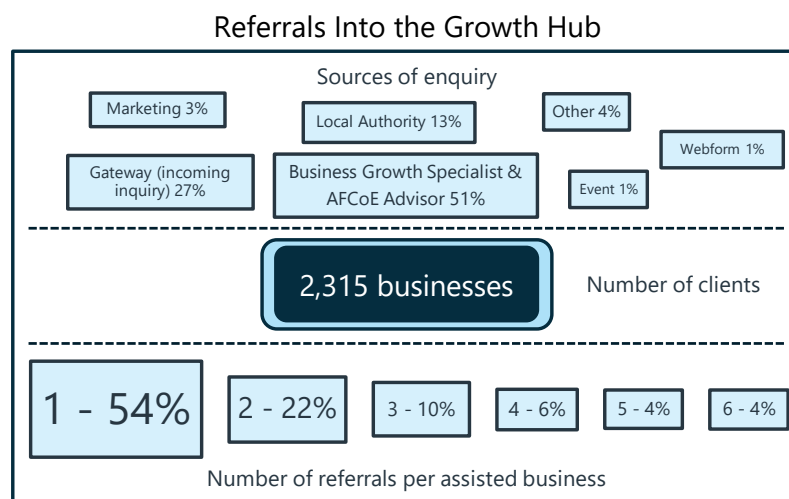 Referrals Into the Growth Hub
Sources of enquiry
Marketing 3%
Local Authority 13%
Other 4%
Webform 1%
Gateway (incoming
inquiry) 27%
Business Growth Specialist &
AFCoE Advisor 51%
Event 1%
2,315 businesses
Number of clients
1 - 54%
2 - 22%
3 - 10%
4 - 6%
5 - 4%
6 - 4%
Number of referrals per assisted business